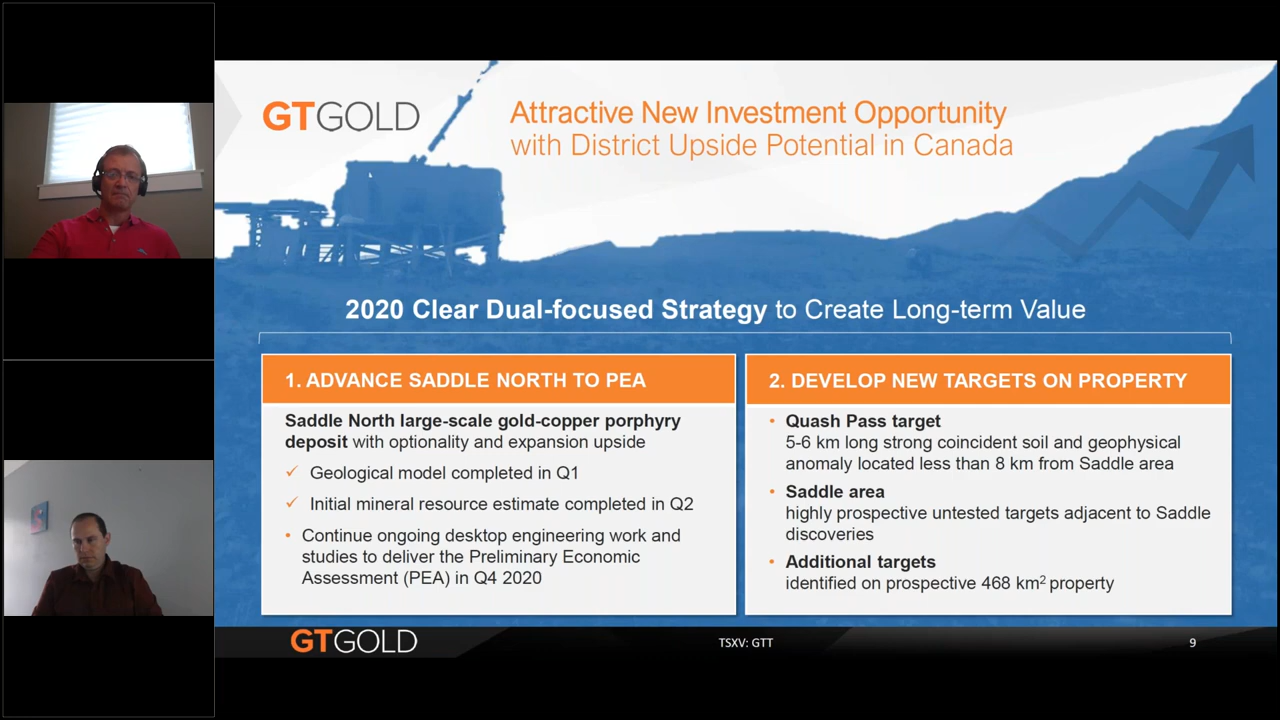 GTGOLD
Attractive New Investment Opportunity
with District Upside Potential in Canada
2020 Clear Dual-focused Strategy to Create Long-term Value
1. ADVANCE SADDLE NORTH TO PEA
Saddle North large-scale gold-copper porphyry
deposit with optionality and expansion upside
✓ Geological model completed in Q1
✓ Initial mineral resource estimate completed in Q2
• Continue ongoing desktop engineering work and
studies to deliver the Preliminary Economic
Assessment (PEA) in Q4 2020
2. DEVELOP NEW TARGETS ON PROPERTY
• Quash Pass target
5-6 km long strong coincident soil and geophysical
anomaly located less than 8 km from Saddle area
• Saddle area
highly prospective untested targets adjacent to Saddle
discoveries
• Additional targets
identified on prospective 468 km² property
GTGOLD
TSXV: GTT
9